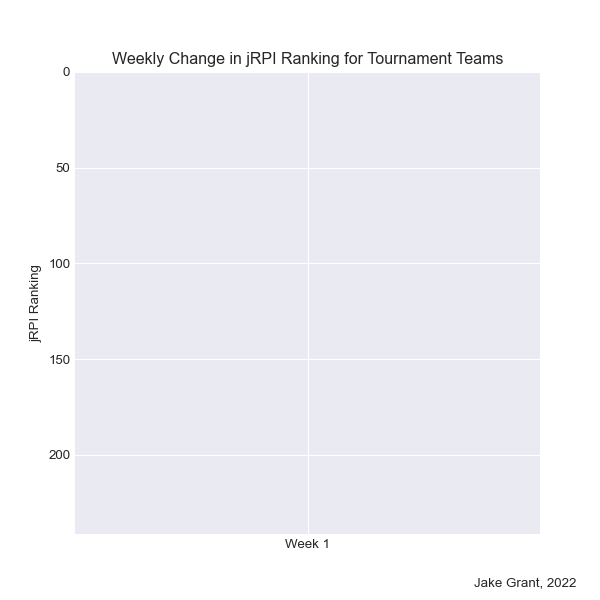 Weekly Change in jRPI Ranking for Tournament Teams
0
50
100
150
200
jRPI Ranking
Week 1
Jake Grant, 2022